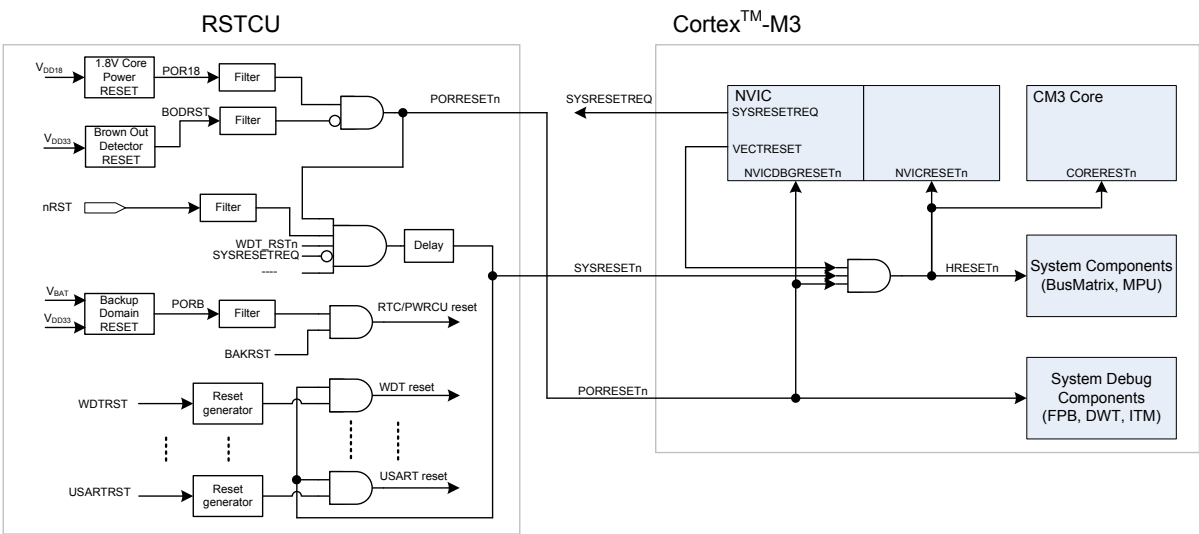 RSTCU
Cortex™-M3
VDD18
1.8V Core
Power
RESET
POR18
Filter
BODRST
Filter
VDD33
Brown Out
Detector
RESET
PORRESETn
nRST
Filter
WDT_RSTn
SYSRESETREQ
----
Delay
SYSRESETn
VBAT
VDD33
Backup
Domain
RESET
PORB
Filter
RTC/PWRCU reset
BAKRST
WDTRST
Reset
generator
WDT reset
USARTRST
Reset
generator
USART reset
PORRESETn
SYSRESETREQ
NVIC
SYSRESETREQ
VECTRESET
NVICDBGRESETn
NVICRESETn
CM3 Core
CORERESTn
HRESETn
System Components
(BusMatrix, MPU)
System Debug
Components
(FPB, DWT, ITM)